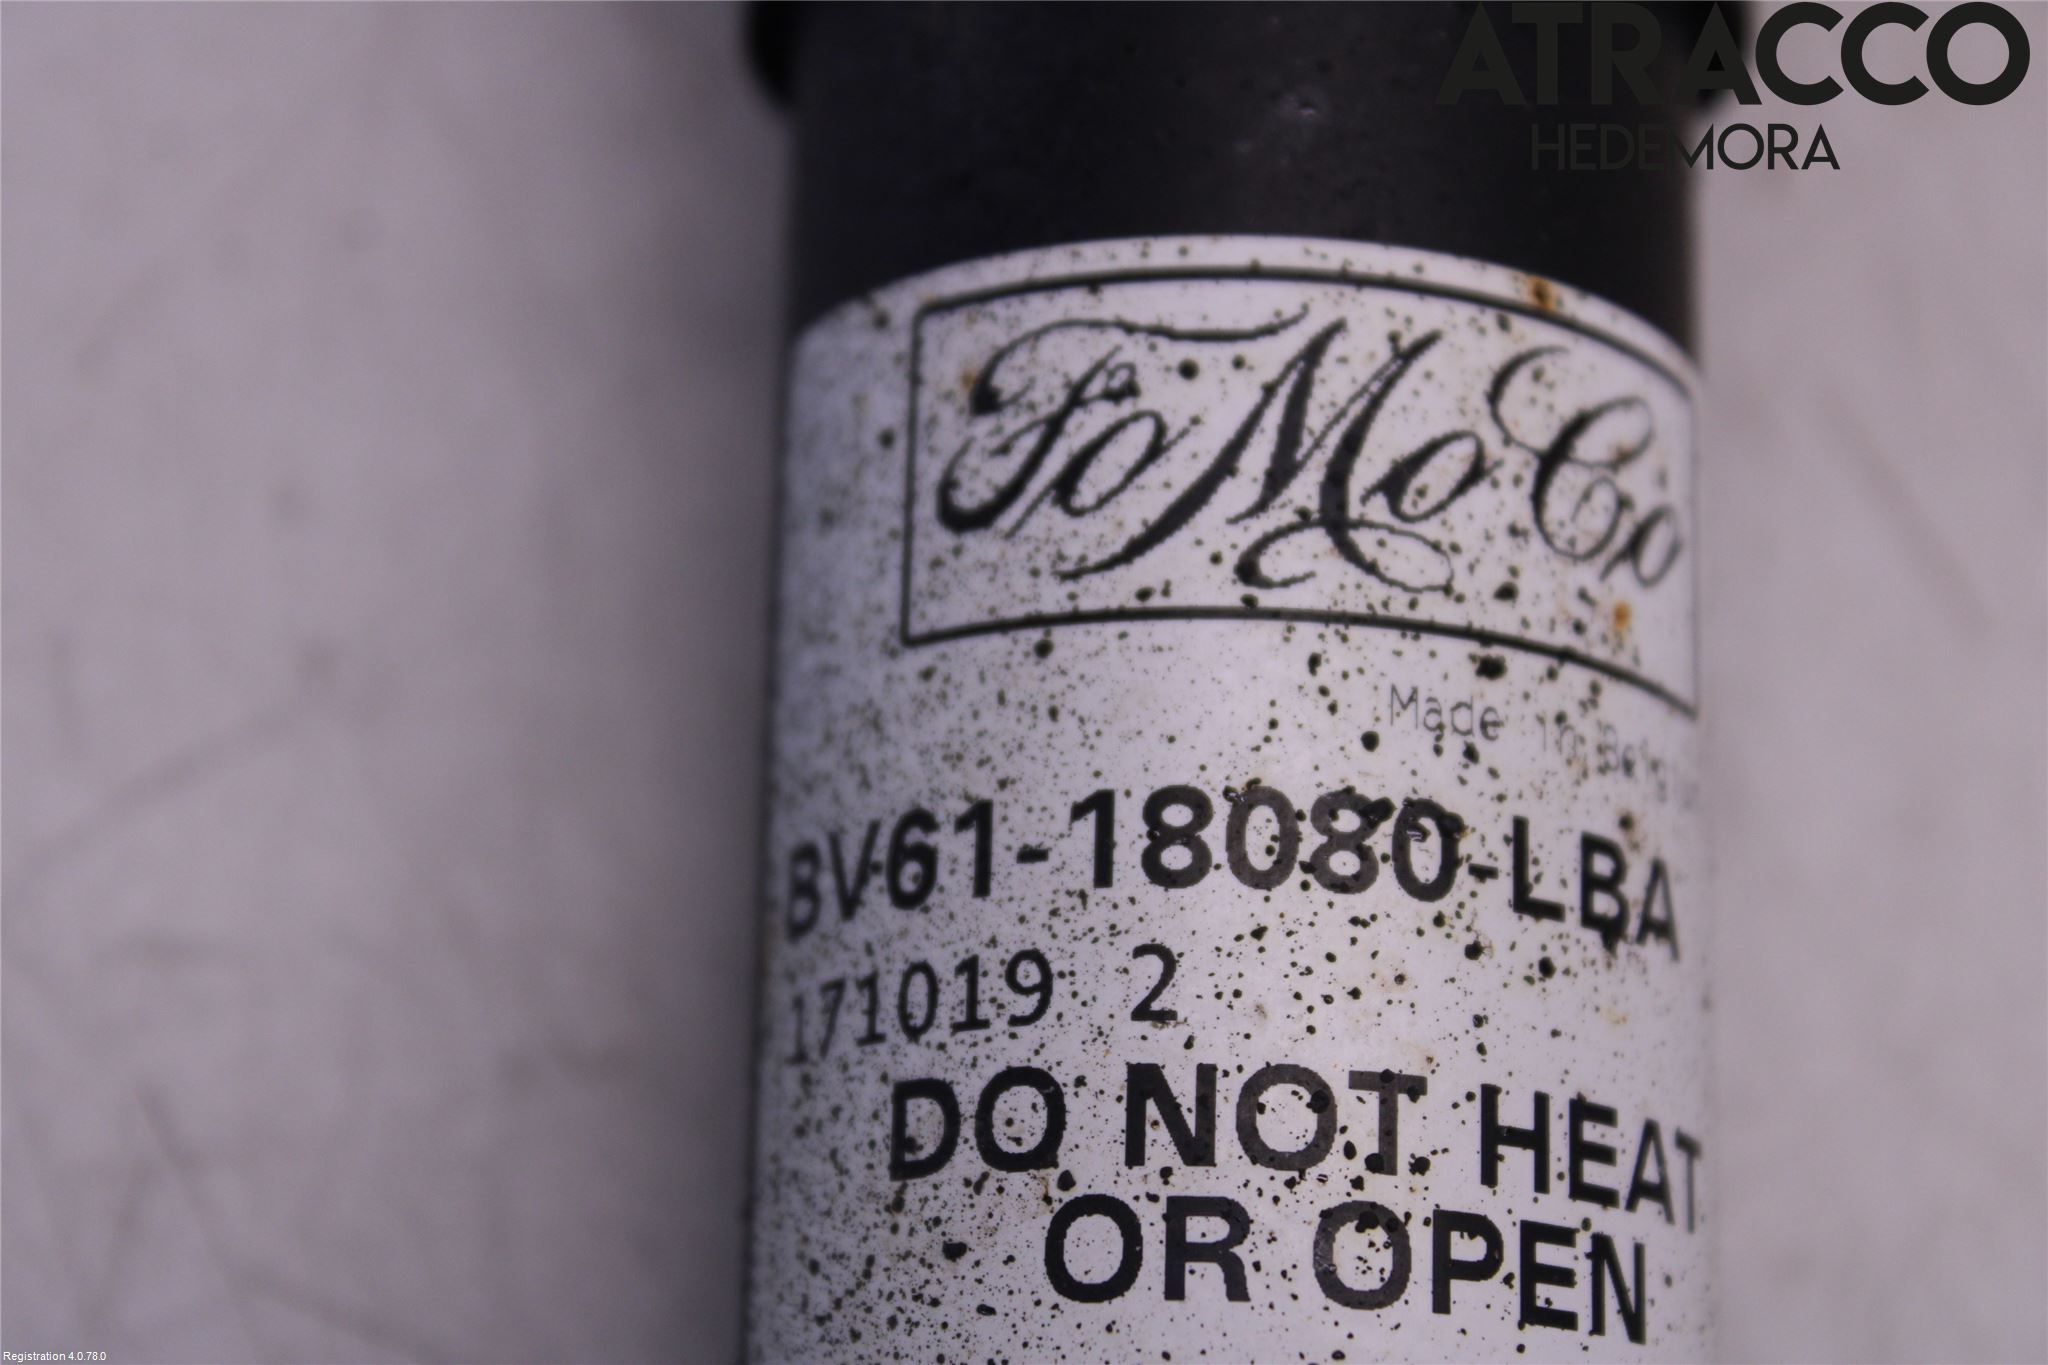 ATRACCO
HEDEMORA
FoMoCo
Made in
BV61-18080-LBA
171019 2
DO NOT HEAT
OR OPEN
Registration 4.0.78.0